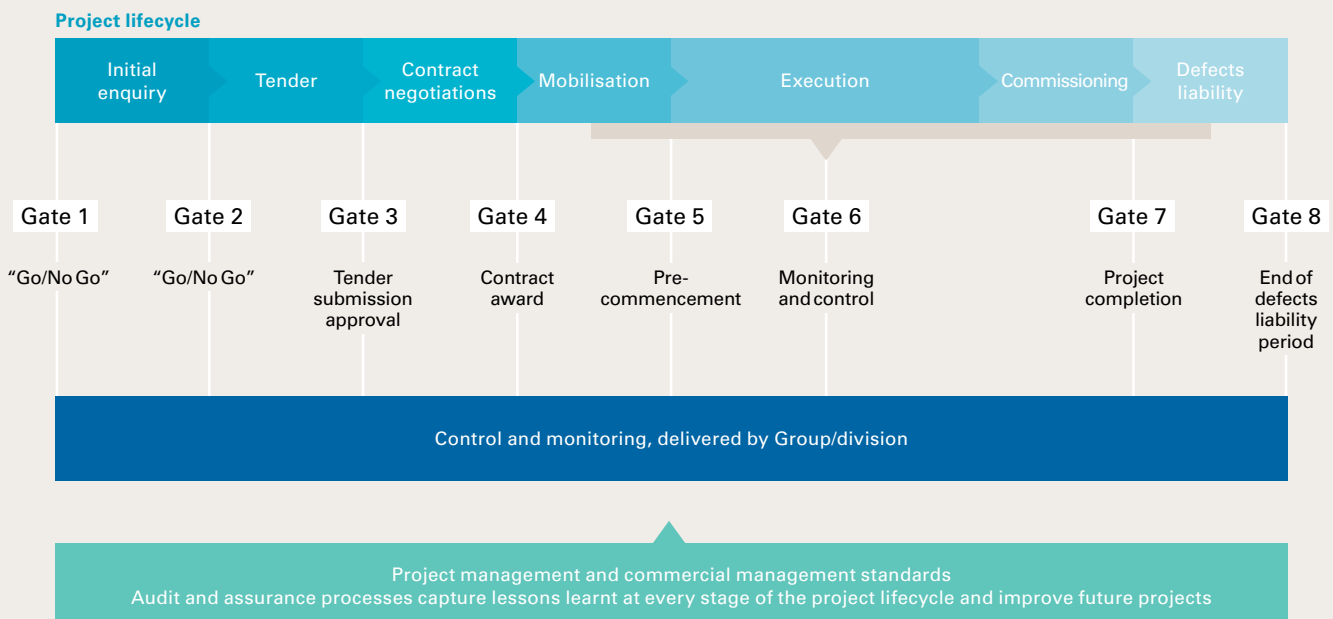 Project lifecycle
Initial
enquiry
Tender
Contract
negotiations
Mobilisation
Execution
Commissioning
Defects
liability
Gate 1
Gate 2
Gate 3
Gate 4
Gate 5
Gate 6
Gate 7
Gate 8
“Go/No Go”
“Go/No Go”
Tender
submission
approval
Contract
award
Pre-
commencement
Monitoring
and control
Project
completion
End of
defects
liability
period
Control and monitoring, delivered by Group/division
Project management and commercial management standards
Audit and assurance processes capture lessons learnt at every stage of the project lifecycle and improve future projects